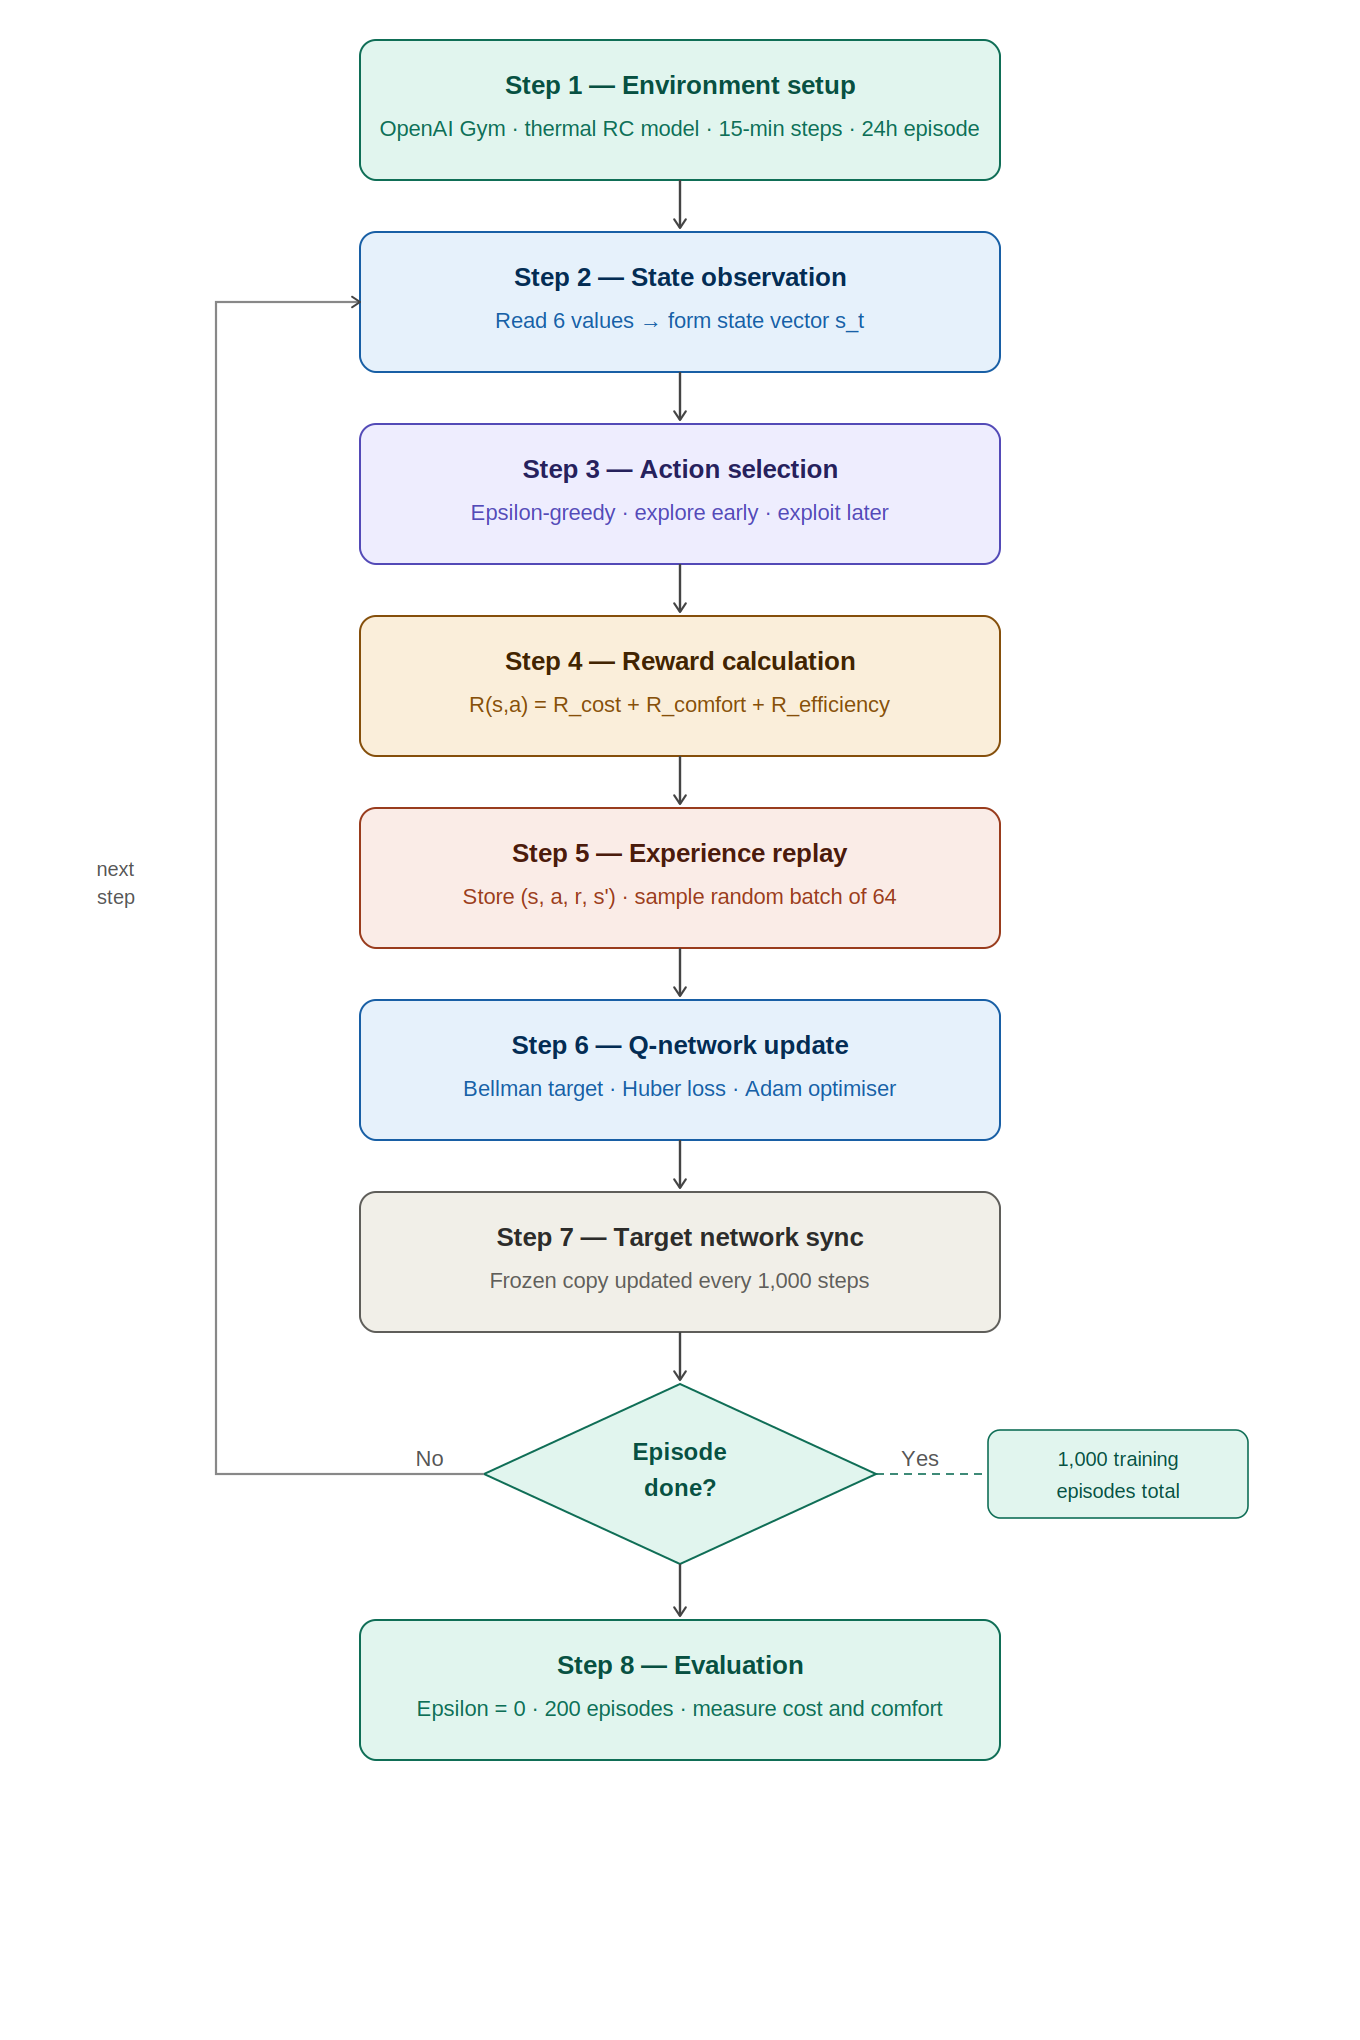 Step 1 — Environment setup
OpenAI Gym · thermal RC model · 15-min steps · 24h episode
Step 2 — State observation
Read 6 values → form state vector s_t
Step 3 — Action selection
Epsilon-greedy · explore early · exploit later
Step 4 — Reward calculation
R(s,a) = R_cost + R_comfort + R_efficiency
Step 5 — Experience replay
Store (s, a, r, s') · sample random batch of 64
next
step
Step 6 — Q-network update
Bellman target · Huber loss · Adam optimiser
Step 7 — Target network sync
Frozen copy updated every 1,000 steps
No
Episode
done?
Yes
1,000 training
episodes total
Step 8 — Evaluation
Epsilon = 0 · 200 episodes · measure cost and comfort